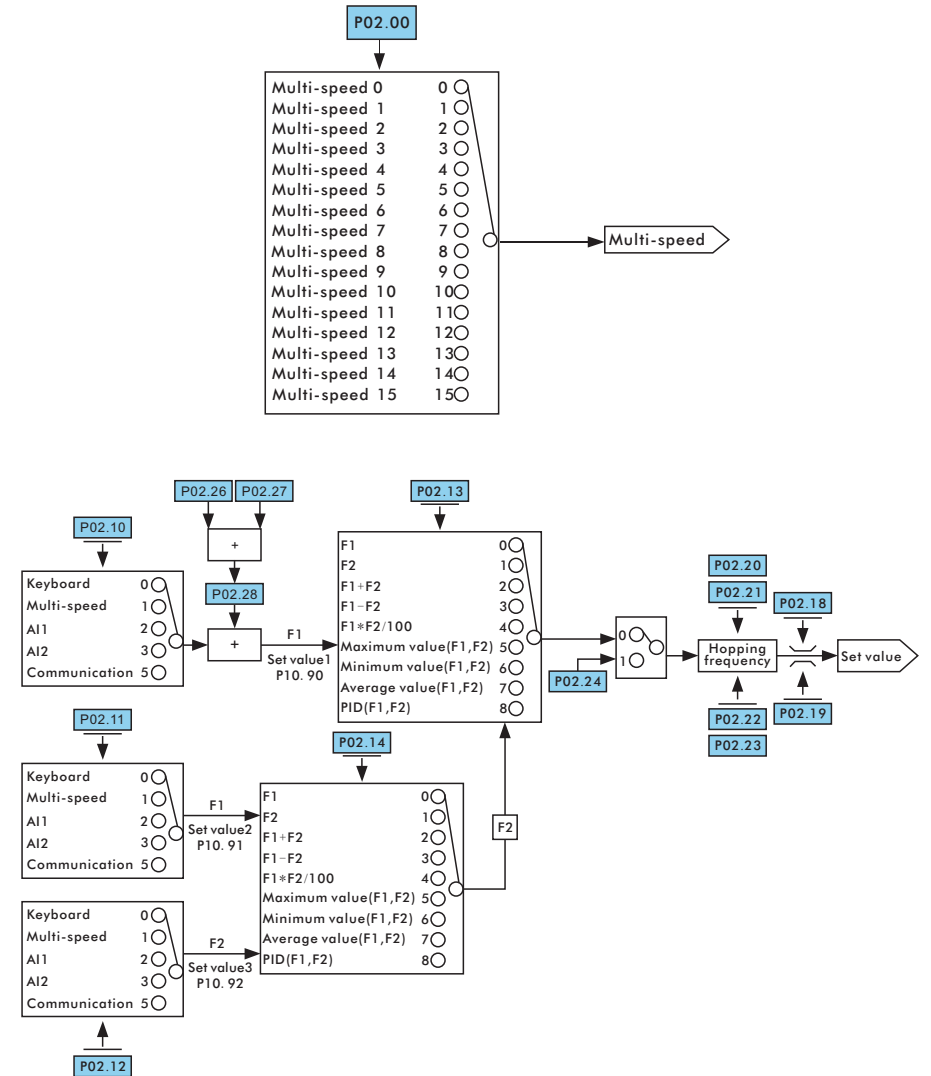 P02.00
Multi-speed 0 0
Multi-speed 1 1
Multi-speed 2 2
Multi-speed 3 3
Multi-speed 4 4
Multi-speed 5 5
Multi-speed 6 6
Multi-speed 7 7
Multi-speed 8 8
Multi-speed 9 9
Multi-speed 10 10
Multi-speed 11 11
Multi-speed 12 12
Multi-speed 13 13
Multi-speed 14 14
Multi-speed 15 15
Multi-speed
P02.26 P02.27
+
P02.28
+
P02.10
Keyboard 0
Multi-speed 1
AI1 2
AI2 3
Communication 5
F1
Set value1
P10. 90
P02.13
F1 0
F2 1
F1+F2 2
F1-F2 3
F1*F2/100 4
Maximum value(F1,F2) 5
Minimum value(F1,F2) 6
Average value(F1,F2) 7
PID(F1,F2) 8
0
1
P02.24
P02.20
P02.21
Hopping
frequency
P02.22
P02.23
P02.18
P02.19
Set value
P02.11
Keyboard 0
Multi-speed 1
AI1 2
AI2 3
Communication 5
F1
Set value2
P10. 91
P02.14
F1 0
F2 1
F1+F2 2
F1-F2 3
F1*F2/100 4
Maximum value(F1,F2) 5
Minimum value(F1,F2) 6
Average value(F1,F2) 7
PID(F1,F2) 8
F2
Keyboard 0
Multi-speed 1
AI1 2
AI2 3
Communication 5
F2
Set value3
P10. 92
P02.12